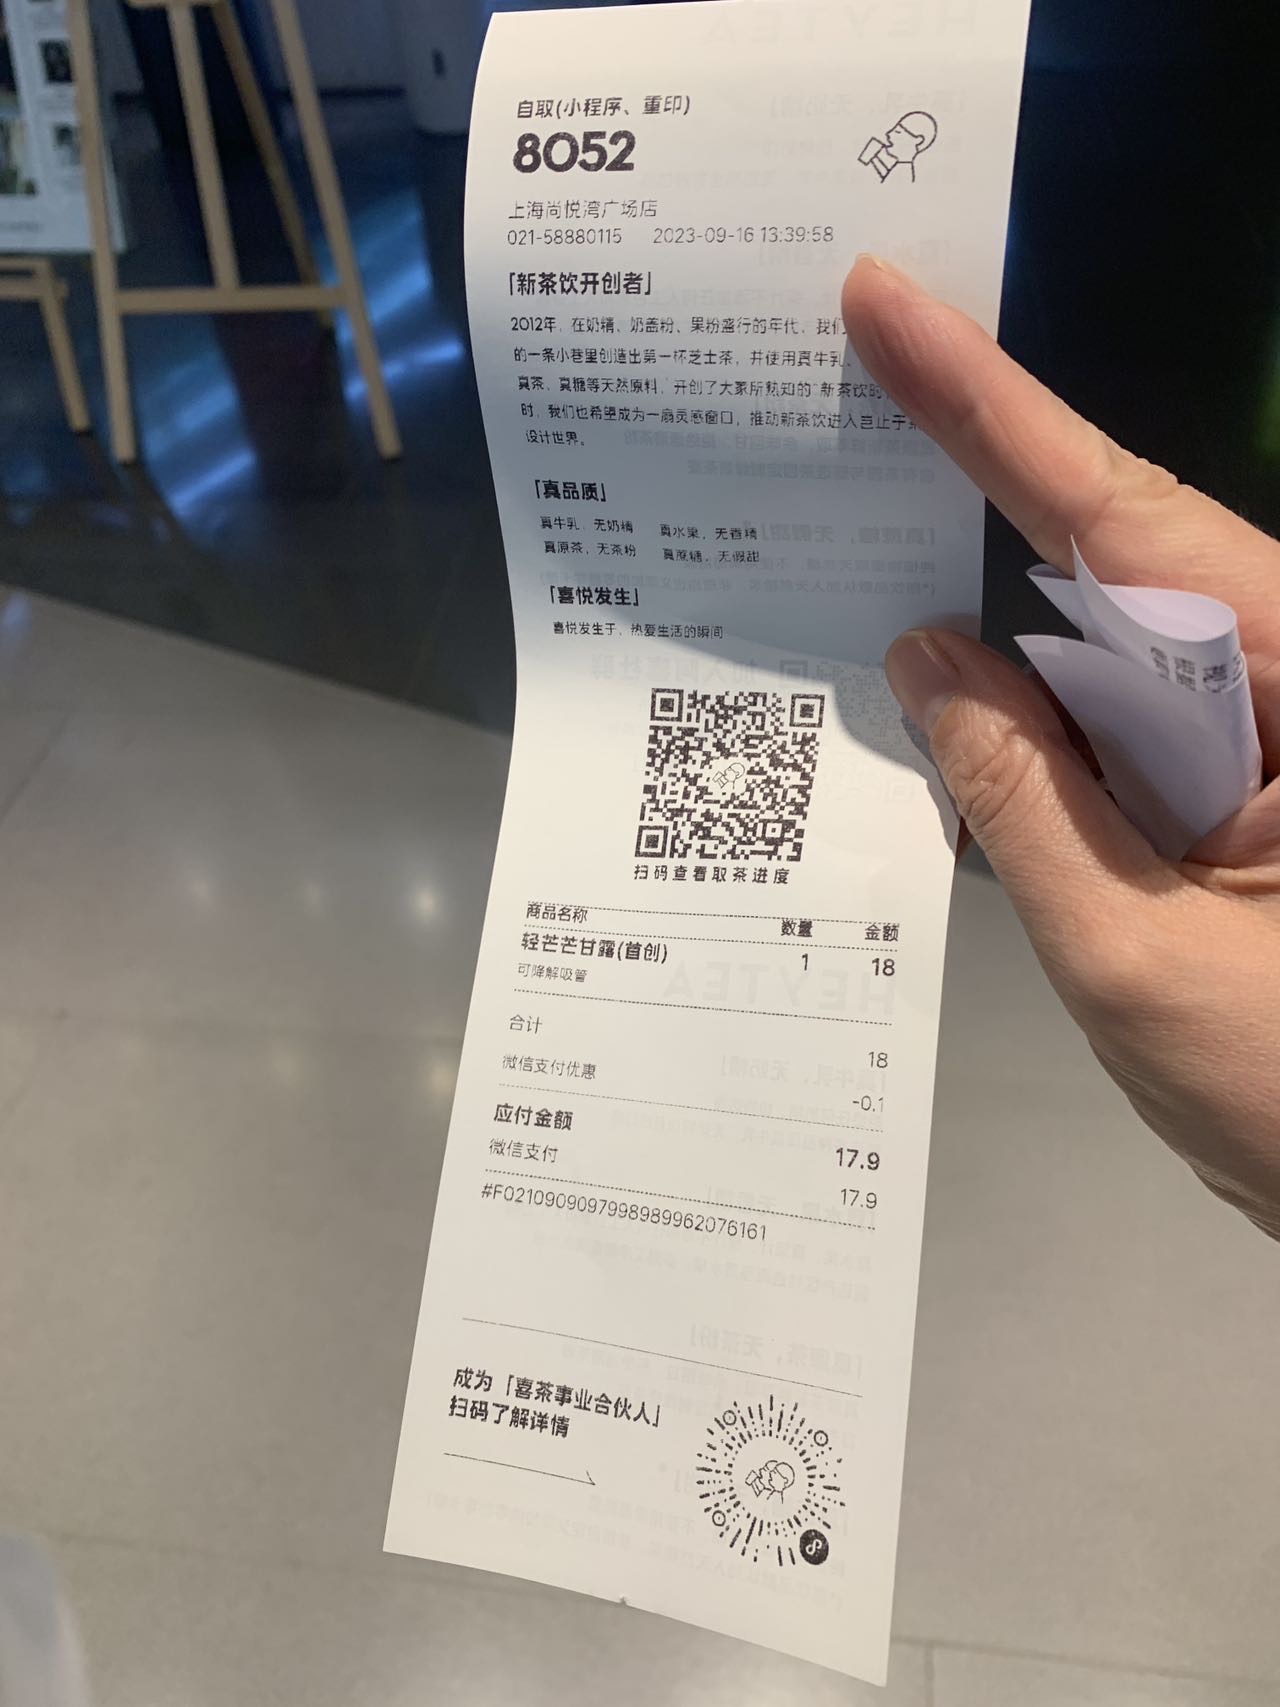 自取(小程序、重印)
8052
上海尚悦湾广场店
021-58880115 2023-09-16 13:39:58
「新茶饮开创者」
2012年，在奶精、奶盖粉、果粉盛行的年代，我们
的一条小巷里创造出第一杯芝士茶，并使用真牛乳、
真茶、真糖等天然原料，开创了大家所熟知的"新茶饮时
时，我们也希望成为一扇灵感窗口，推动新茶饮进入岂止于茶
设计世界。
「真品质」
真牛乳，无奶精 真水果，无香精
真原茶，无茶粉 真蔗糖，无假甜
「喜悦发生」
喜悦发生于，热爱生活的瞬间
扫码查看取茶进度
商品名称 数量 金额
轻芒芒甘露(首创) 1 18
可降解吸管
合计 18
微信支付优惠 -0.1
应付金额 17.9
微信支付 17.9
#F0210909097998989962076161
成为「喜茶事业合伙人」
扫码了解详情